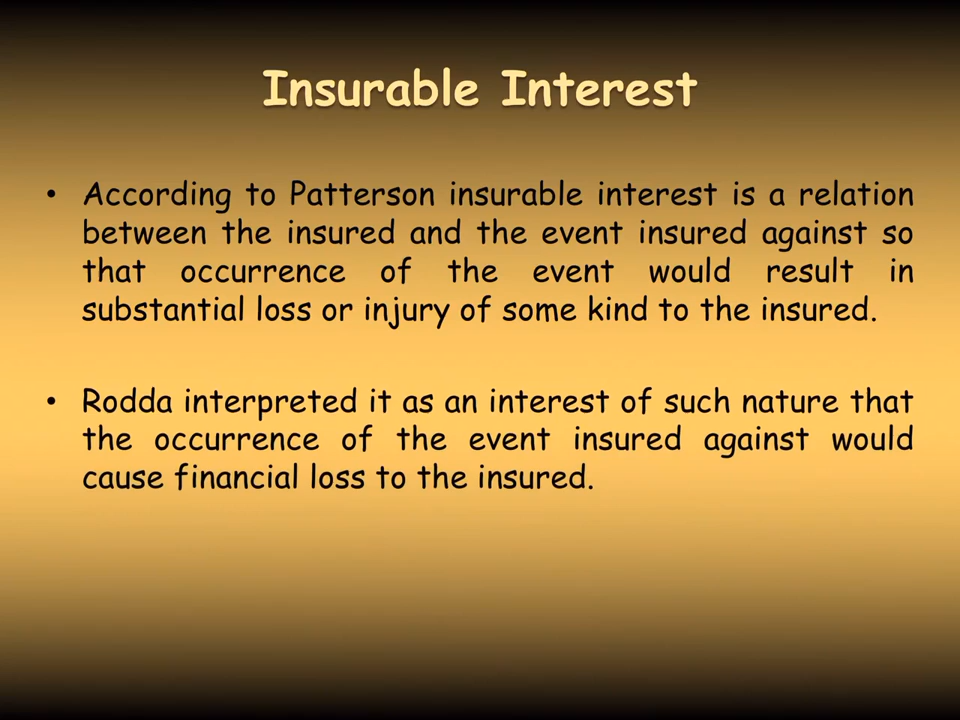 Insurable Interest
• According to Patterson insurable interest is a relation
between the insured and the event insured against so
that occurrence of the event would result in
substantial loss or injury of some kind to the insured.
• Rodda interpreted it as an interest of such nature that
the occurrence of the event insured against would
cause financial loss to the insured.